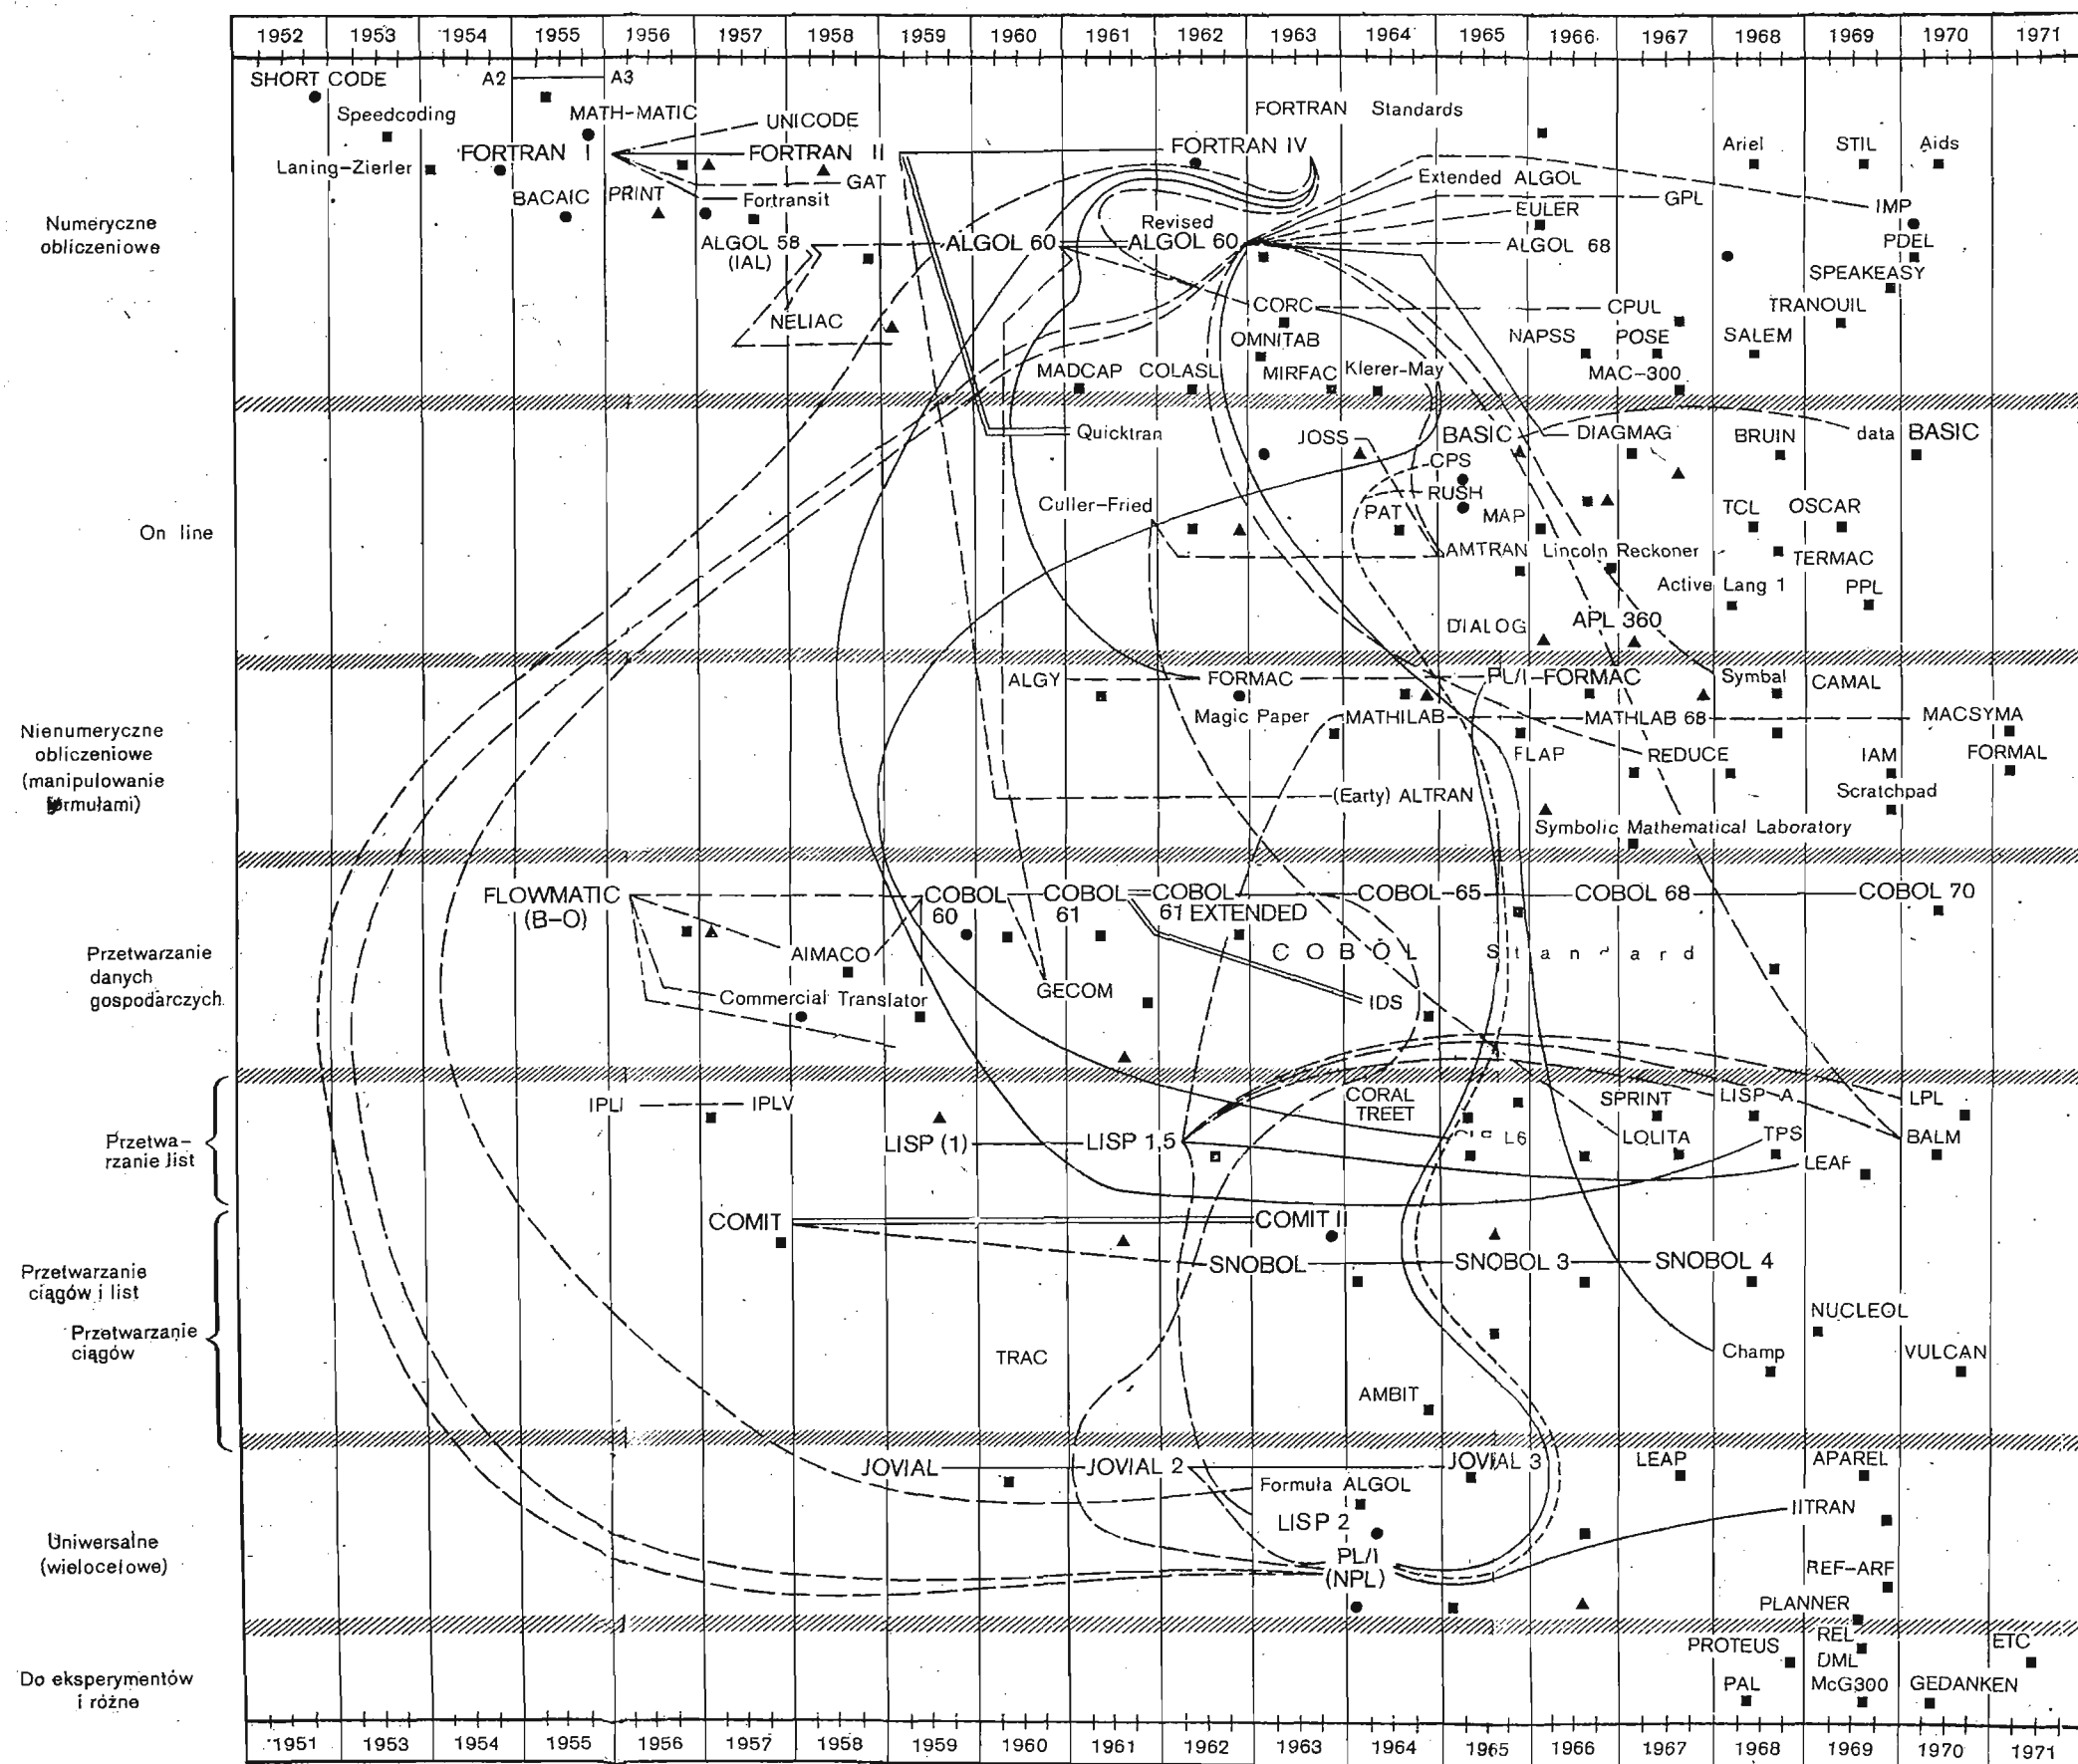 1952 1953 1954 1955 1956 1957 1958 1959 1960 1961 1962 1963 1964 1965 1966 1967 1968 1969 1970 1971
Numeryczne
obliczeniowe
SHORT CODE
A2
A3
Speedcoding
MATH-MATIC
UNICODE
FORTRAN Standards
Laning-Zierler
FORTRAN I
FORTRAN II
FORTRAN IV
Ariel
STIL
Aids
GAT
Extended ALGOL
BACAIC
PRINT
Fortransit
GPL
IMP
EULER
ALGOL 58
(IAL)
ALGOL 60
Revised
ALGOL 60
ALGOL 68
PDEL
SPEAKEASY
NELIAC
CORC
CPUL
TRANOUIL
OMNITAB
NAPSS
POSE
SALEM
MADCAP
COLASL
MIRFAC
Klerer-May
MAC-300
On line
Quicktran
JOSS
BASIC
DIAGMAG
BRUIN
data BASIC
CPS
RUSH
Culler-Fried
PAT
MAP
TCL
OSCAR
AMTRAN
Lincoln Reckoner
TERMAC
Active Lang 1
PPL
DIALOG
APL 360
Nienumeryczne
obliczeniowe
(manipulowanie
formułami)
ALGY
FORMAC
PL/I-FORMAC
Symbal
CAMAL
Magic Paper
MATHILAB
MATHLAB 68
MACSYMA
FLAP
REDUCE
IAM
FORMAL
(Earty) ALTRAN
Scratchpad
Symbolic Mathematical Laboratory
Przetwarzanie
danych
gospodarczych
FLOWMATIC
(B-O)
COBOL
60
COBOL
61
COBOL
61 EXTENDED
COBOL-65
COBOL 68
COBOL 70
AIMACO
COBOL Standard
Commercial Translator
GECOM
IDS
Przetwa-
rzanie list
IPLI
IPLV
CORAL
TREET
SPRINT
LISP A
LPL
LISP (1)
LISP 1,5
L6
LOLITA
TPS
BALM
LEAF
Przetwarzanie
ciągów i list
COMIT
COMIT II
SNOBOL
SNOBOL 3
SNOBOL 4
Przetwarzanie
ciągów
NUCLEOL
TRAC
Champ
VULCAN
AMBIT
Uniwersalne
(wielocełowe)
JOVIAL
JOVIAL 2
JOVIAL 3
LEAP
APAREL
Formuła ALGOL
IITRAN
LISP 2
PL/I
(NPL)
REF-ARF
PLANNER
Do eksperymentów
i różne
PROTEUS
REL
DML
ETC
PAL
McG300
GEDANKEN
1951 1953 1954 1955 1956 1957 1958 1959 1960 1961 1962 1963 1964 1965 1966 1967 1968 1969 1970 1971